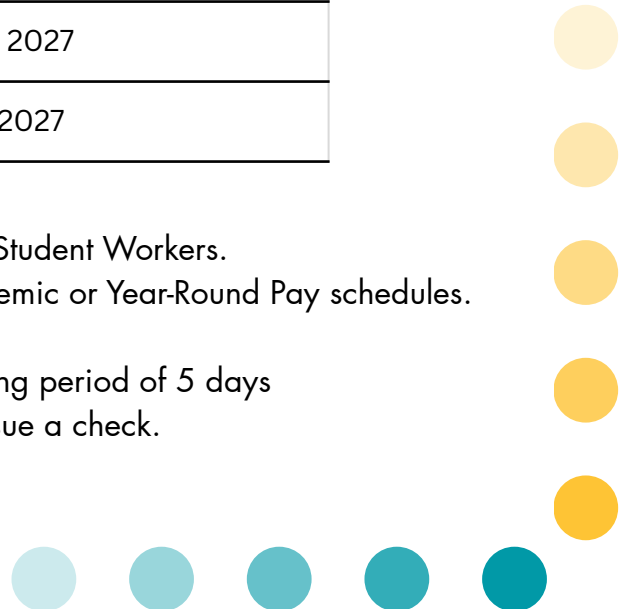 2027
2027
Student Workers.
emic or Year-Round Pay schedules.
ng period of 5 days
ue a check.